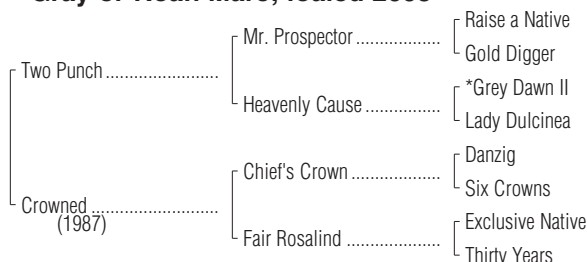 Gray or Roan Mare; foaled
Raise a Native
Mr. Prospector ..................
Gold Digger
Two Punch ........................
*Grey Dawn II
Heavenly Cause .............
Lady Dulcinea
Danzig
Chief's Crown ...................
Six Crowns
Crowned ...........................
(1987)
Exclusive Native
Fair Rosalind ....................
Thirty Years